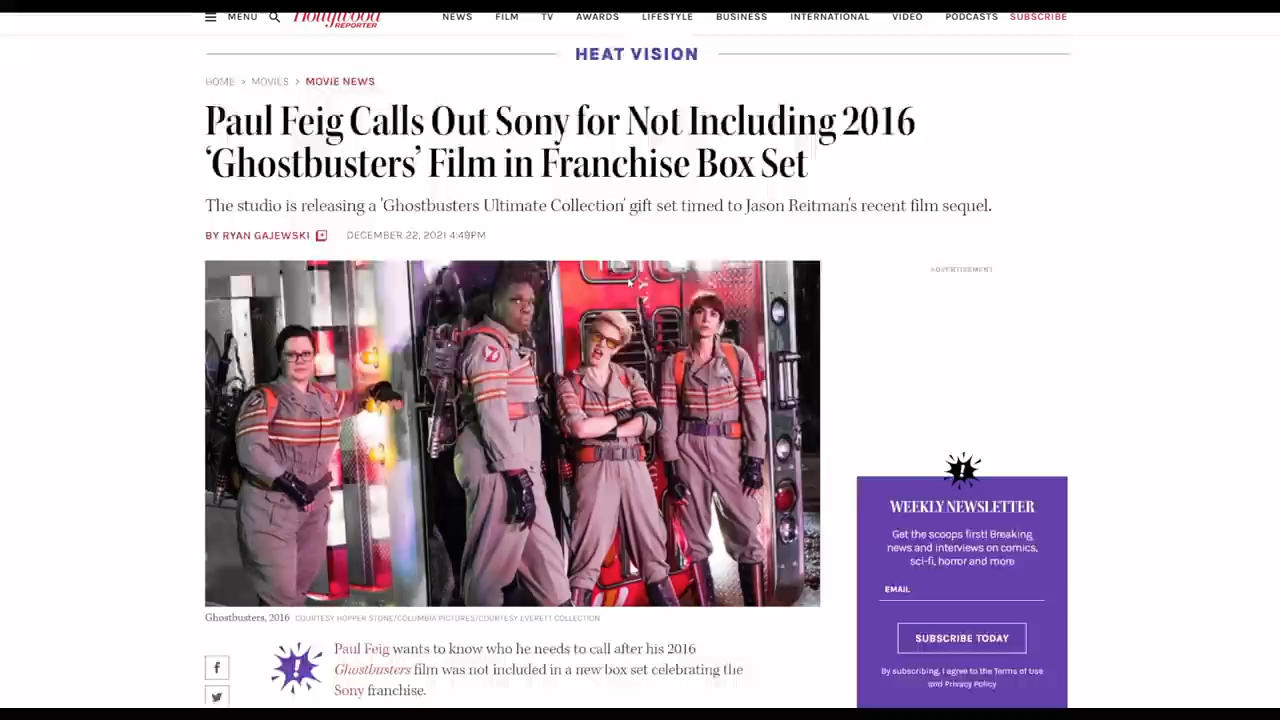 MENU
Hollywood
REPORTER
NEWS FILM TV AWARDS LIFESTYLE BUSINESS INTERNATIONAL VIDEO PODCASTS SUBSCRIBE
HEAT VISION
HOME > MOVIES > MOVIE NEWS
Paul Feig Calls Out Sony for Not Including 2016
‘Ghostbusters’ Film in Franchise Box Set
The studio is releasing a 'Ghostbusters Ultimate Collection' gift set timed to Jason Reitman's recent film sequel.
BY RYAN GAJEWSKI DECEMBER 22, 2021 4:49PM
ADVERTISEMENT
Ghostbusters, 2016 COURTESY HOPPER STONE/COLUMBIA PICTURES/COURTESY EVERETT COLLECTION
Paul Feig wants to know who he needs to call after his 2016
Ghostbusters film was not included in a new box set celebrating the
Sony franchise.
WEEKLY NEWSLETTER
Get the scoops first! Breaking
news and interviews on comics,
sci-fi, horror and more
EMAIL
SUBSCRIBE TODAY
By subscribing, I agree to the Terms of Use
and Privacy Policy